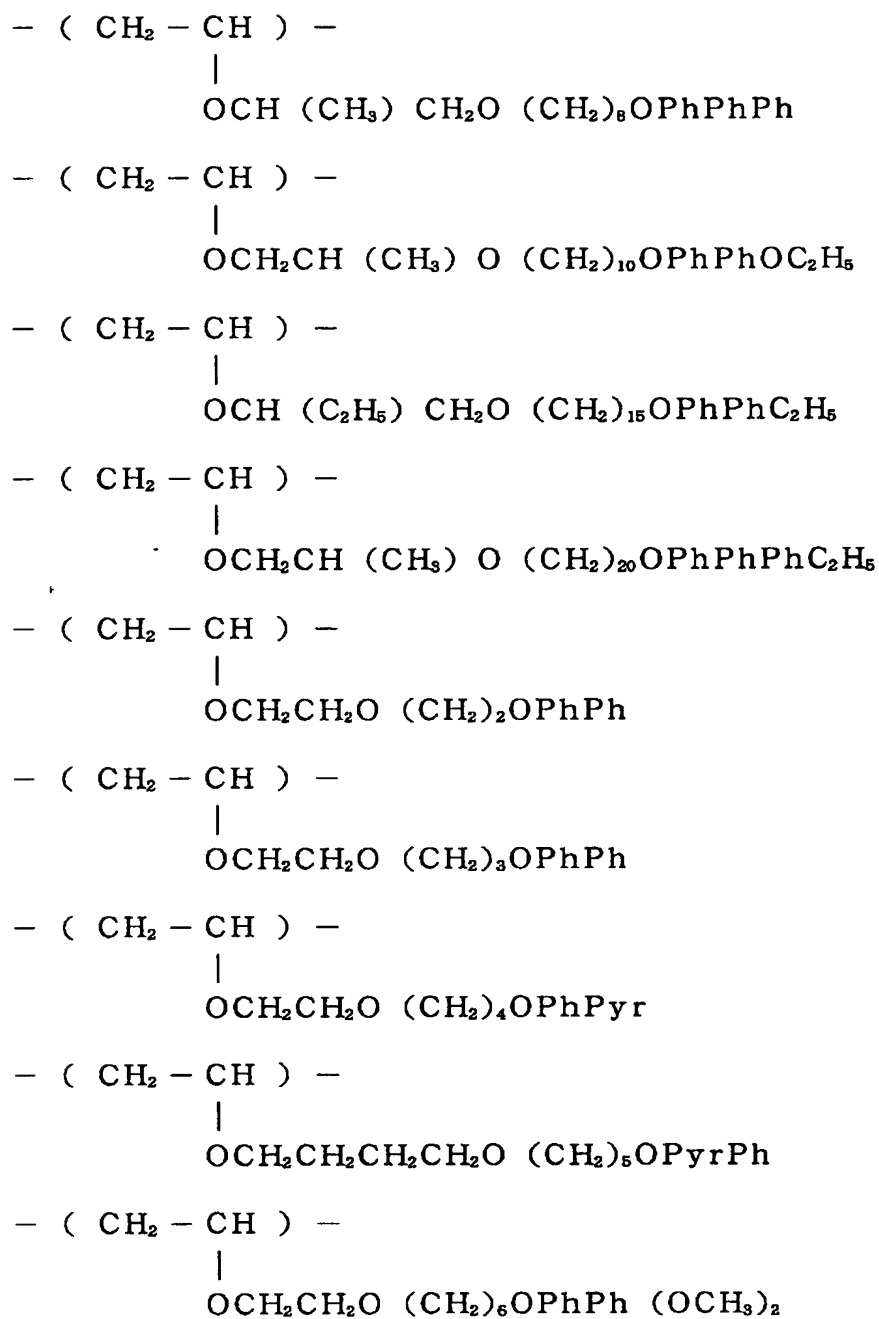 − ( CH₂ − CH ) −
|
OCH (CH₃) CH₂O (CH₂)₈OPhPhPh
− ( CH₂ − CH ) −
|
OCH₂CH (CH₃) O (CH₂)₁₀OPhPhOC₂H₅
− ( CH₂ − CH ) −
|
OCH (C₂H₅) CH₂O (CH₂)₁₅OPhPhC₂H₅
− ( CH₂ − CH ) −
|
OCH₂CH (CH₃) O (CH₂)₂₀OPhPhPhC₂H₅
− ( CH₂ − CH ) −
|
OCH₂CH₂O (CH₂)₂OPhPh
− ( CH₂ − CH ) −
|
OCH₂CH₂O (CH₂)₃OPhPh
− ( CH₂ − CH ) −
|
OCH₂CH₂O (CH₂)₄OPhPyr
− ( CH₂ − CH ) −
|
OCH₂CH₂CH₂CH₂O (CH₂)₅OPyrPh
− ( CH₂ − CH ) −
|
OCH₂CH₂O (CH₂)₆OPhPh (OCH₃)₂